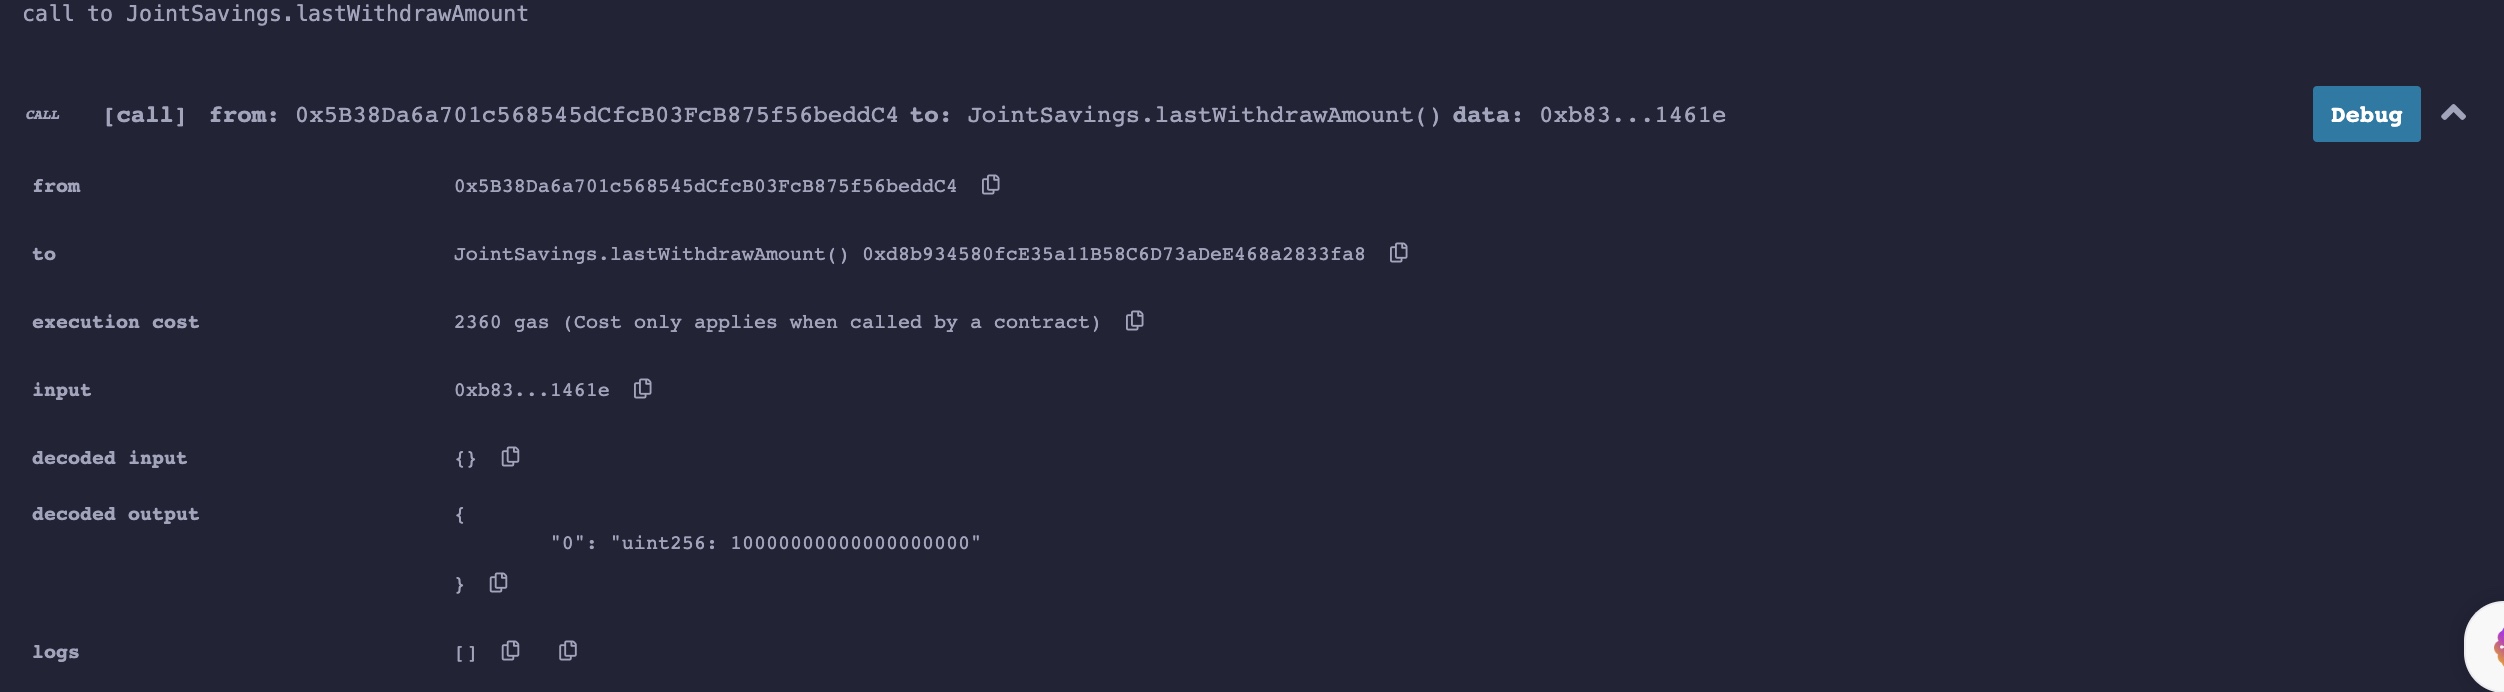 call to JointSavings.lastWithdrawAmount
CALL [call] from: 0x5B38Da6a701c568545dCfcB03FcB875f56beddC4 to: JointSavings.lastWithdrawAmount() data: 0xb83...1461e Debug
from 0x5B38Da6a701c568545dCfcB03FcB875f56beddC4
to JointSavings.lastWithdrawAmount() 0xd8b934580fcE35a11B58C6D73aDeE468a2833fa8
execution cost 2360 gas (Cost only applies when called by a contract)
input 0xb83...1461e
decoded input {}
decoded output {
"0": "uint256: 10000000000000000000"
}
logs []